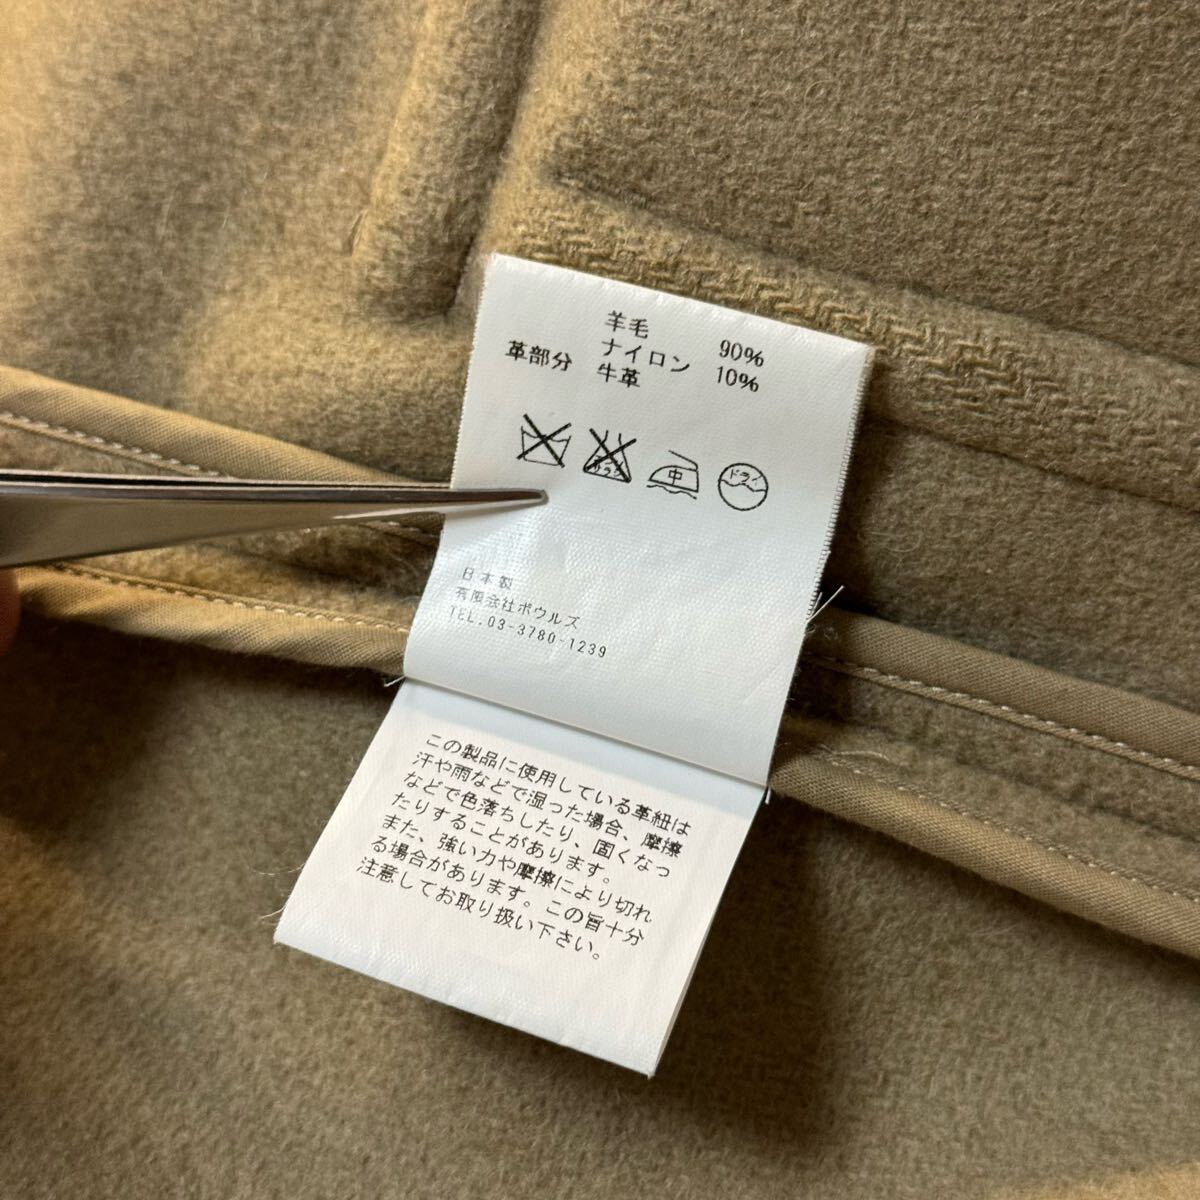 羊毛 90%
ナイロン 10%
革部分 牛革
中
ドライ
日本製
有限会社ボウルズ
TEL.03-3780-1239
この製品に使用している革紐は
汗や雨などで湿った場合、摩擦
などで色落ちしたり、固くなっ
たりすることがあります。
また、強い力や摩擦により切れ
る場合があります。この旨十分
注意してお取り扱い下さい。